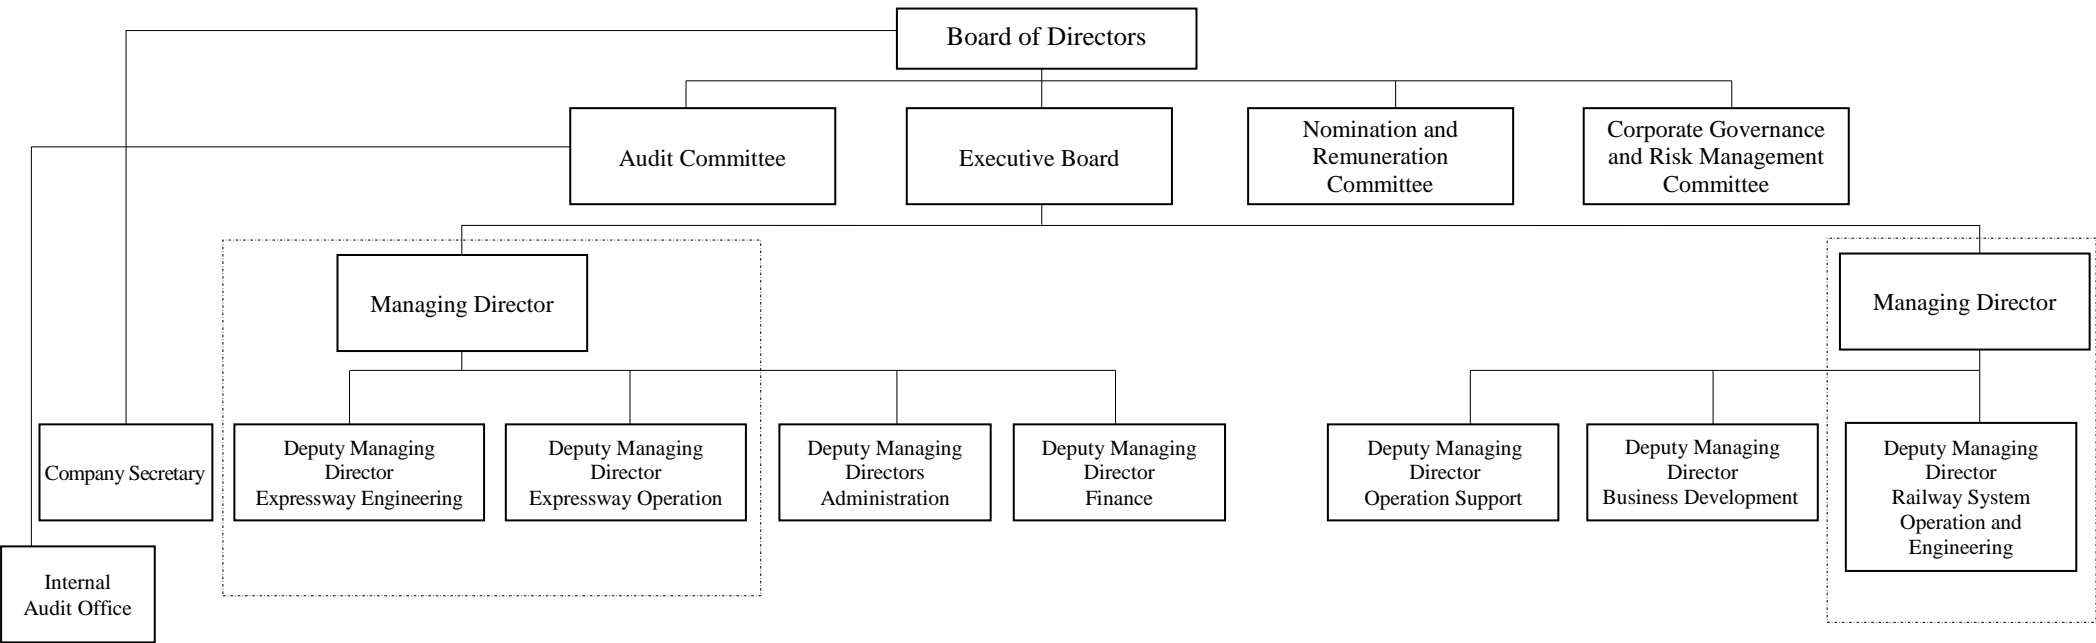 Board of Directors
Audit Committee
Executive Board
Nomination and
Remuneration
Committee
Corporate Governance
and Risk Management
Committee
Managing Director
Managing Director
Company Secretary
Deputy Managing
Director
Expressway Engineering
Deputy Managing
Director
Expressway Operation
Deputy Managing
Directors
Administration
Deputy Managing
Director
Finance
Deputy Managing
Director
Operation Support
Deputy Managing
Director
Business Development
Deputy Managing
Director
Railway System
Operation and
Engineering
Internal
Audit Office